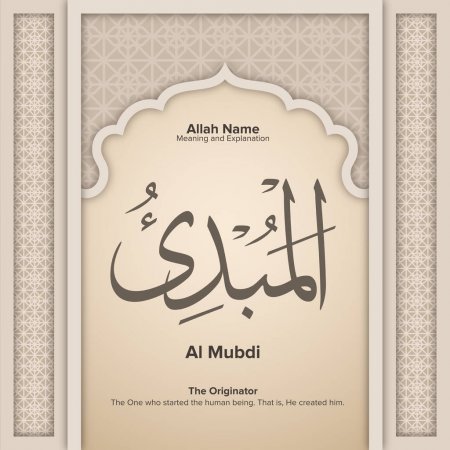 Allah Name
Meaning and Explanation
المُبْدِئُ
Al Mubdi
The Originator
The One who started the human being. That is, He created him.